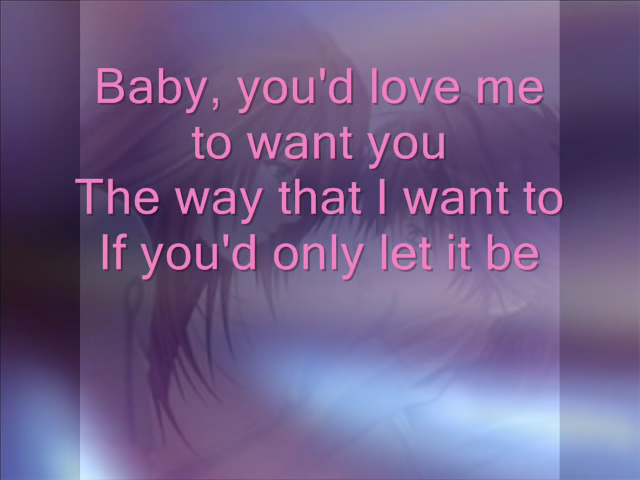 Baby, you'd love me
to want you
The way that I want to
If you'd only let it be